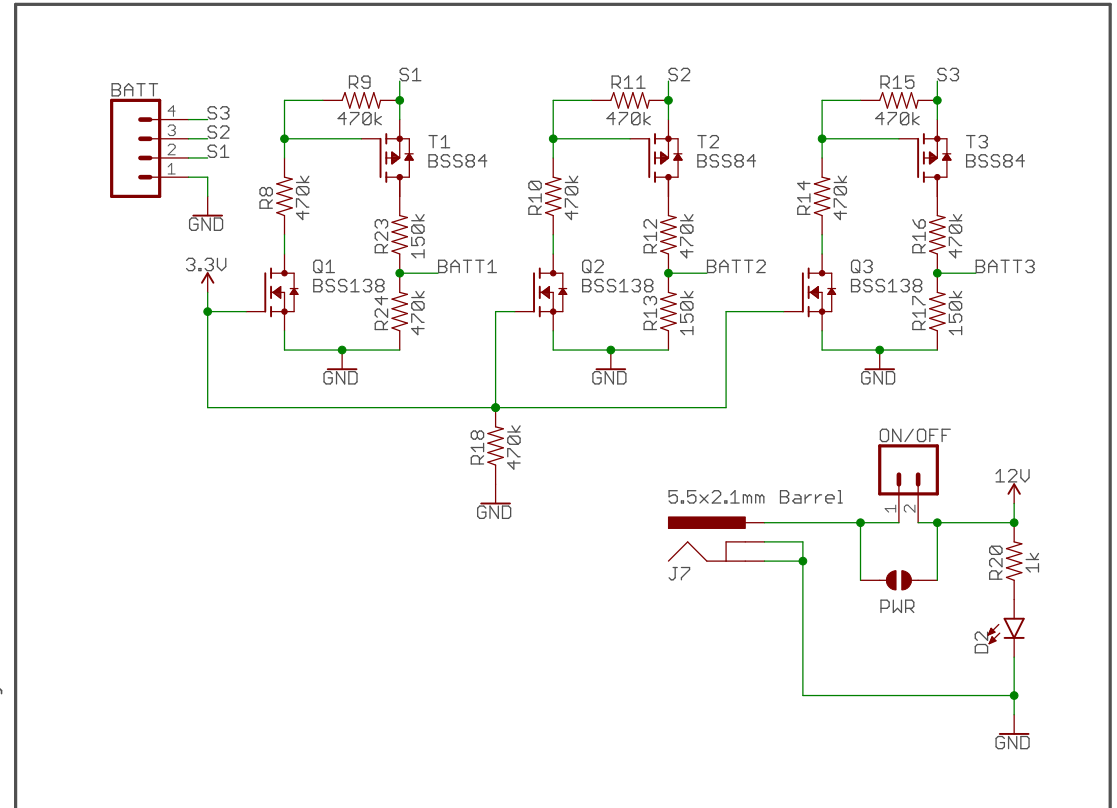 BATT
4 S3
3 S2
2 S1
1
GND
R9
470k
S1
T1
BSS84
R8
470k
R23
150k
3.3V
Q1
BSS138
BATT1
R24
470k
GND
R11
470k
S2
T2
BSS84
R10
470k
R12
470k
Q2
BSS138
BATT2
R13
150k
GND
R15
470k
S3
T3
BSS84
R14
470k
R16
470k
Q3
BSS138
BATT3
R17
150k
GND
R18
470k
GND
ON/OFF
1 2
12V
5.5x2.1mm Barrel
J7
PWR
R20
1k
D2
GND